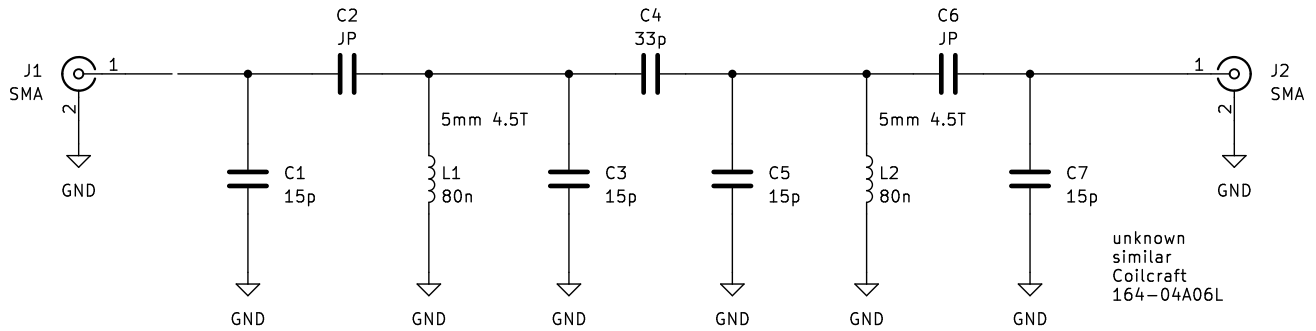 C2
JP
C4
33p
C6
JP
J1
SMA
1
2
GND
1
J2
SMA
2
GND
5mm 4.5T
5mm 4.5T
C1
15p
L1
80n
C3
15p
C5
15p
L2
80n
C7
15p
unknown
similar
Coilcraft
164-04A06L
GND
GND
GND
GND
GND
GND